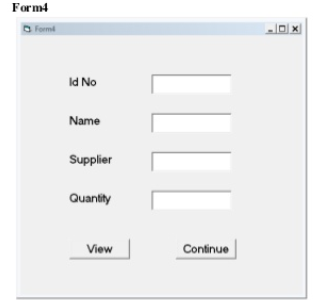 Form4
Form4
Id No
Name
Supplier
Quantity
View Continue